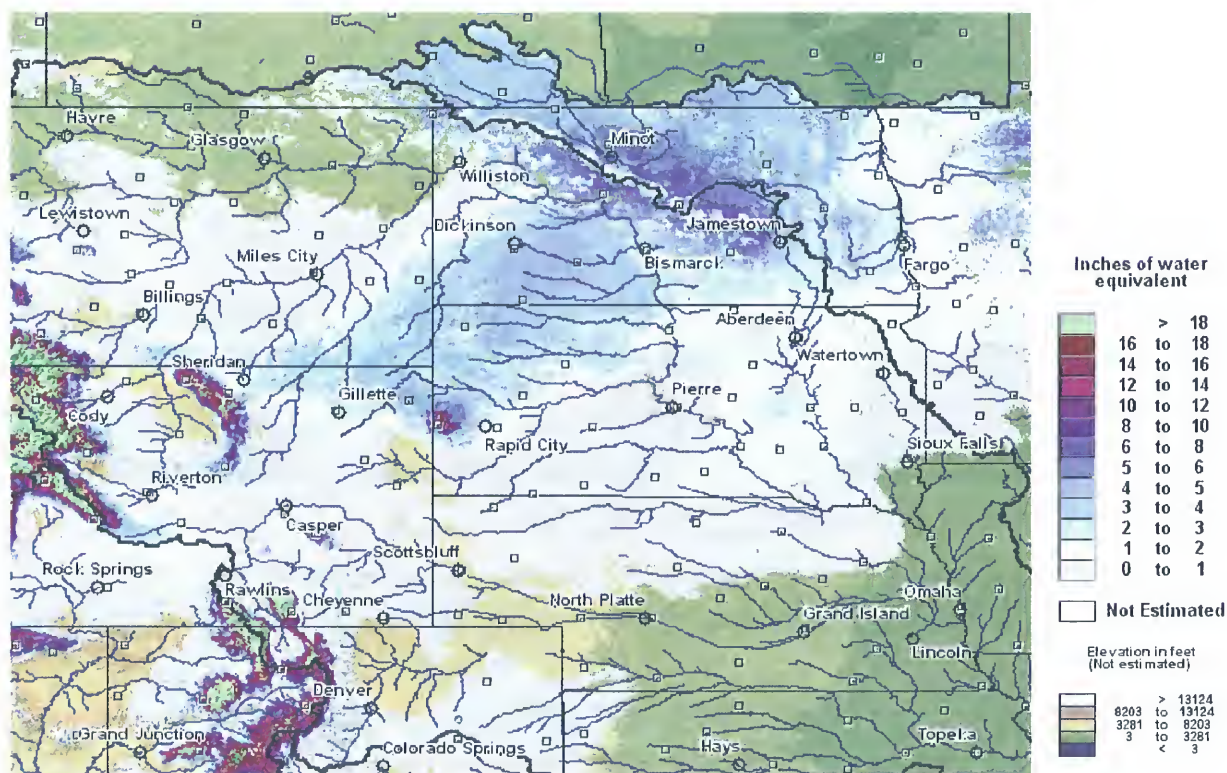 Havre
Glasgow
Minot
Williston
Lewistown
Dickinson
Jamestown
Miles City
Bismarck
Fargo
Billings
Aberdeen
Watertown
Sheridan
Cody
Gillette
Pierre
Rapid City
Sioux Falls
Riverton
Casper
Scottsbluff
Rock Springs
Rawlins
Cheyenne
North Platte
Grand Island
Omaha
Lincoln
Denver
Grand Junction
Colorado Springs
Hays
Topeka
Inches of water
equivalent
> 18
16 to 18
14 to 16
12 to 14
10 to 12
8 to 10
6 to 8
5 to 6
4 to 5
3 to 4
2 to 3
1 to 2
0 to 1
Not Estimated
Elevation in feet
(Not estimated)
> 13124
8203 to 13124
3281 to 8203
3 to 3281
< 3